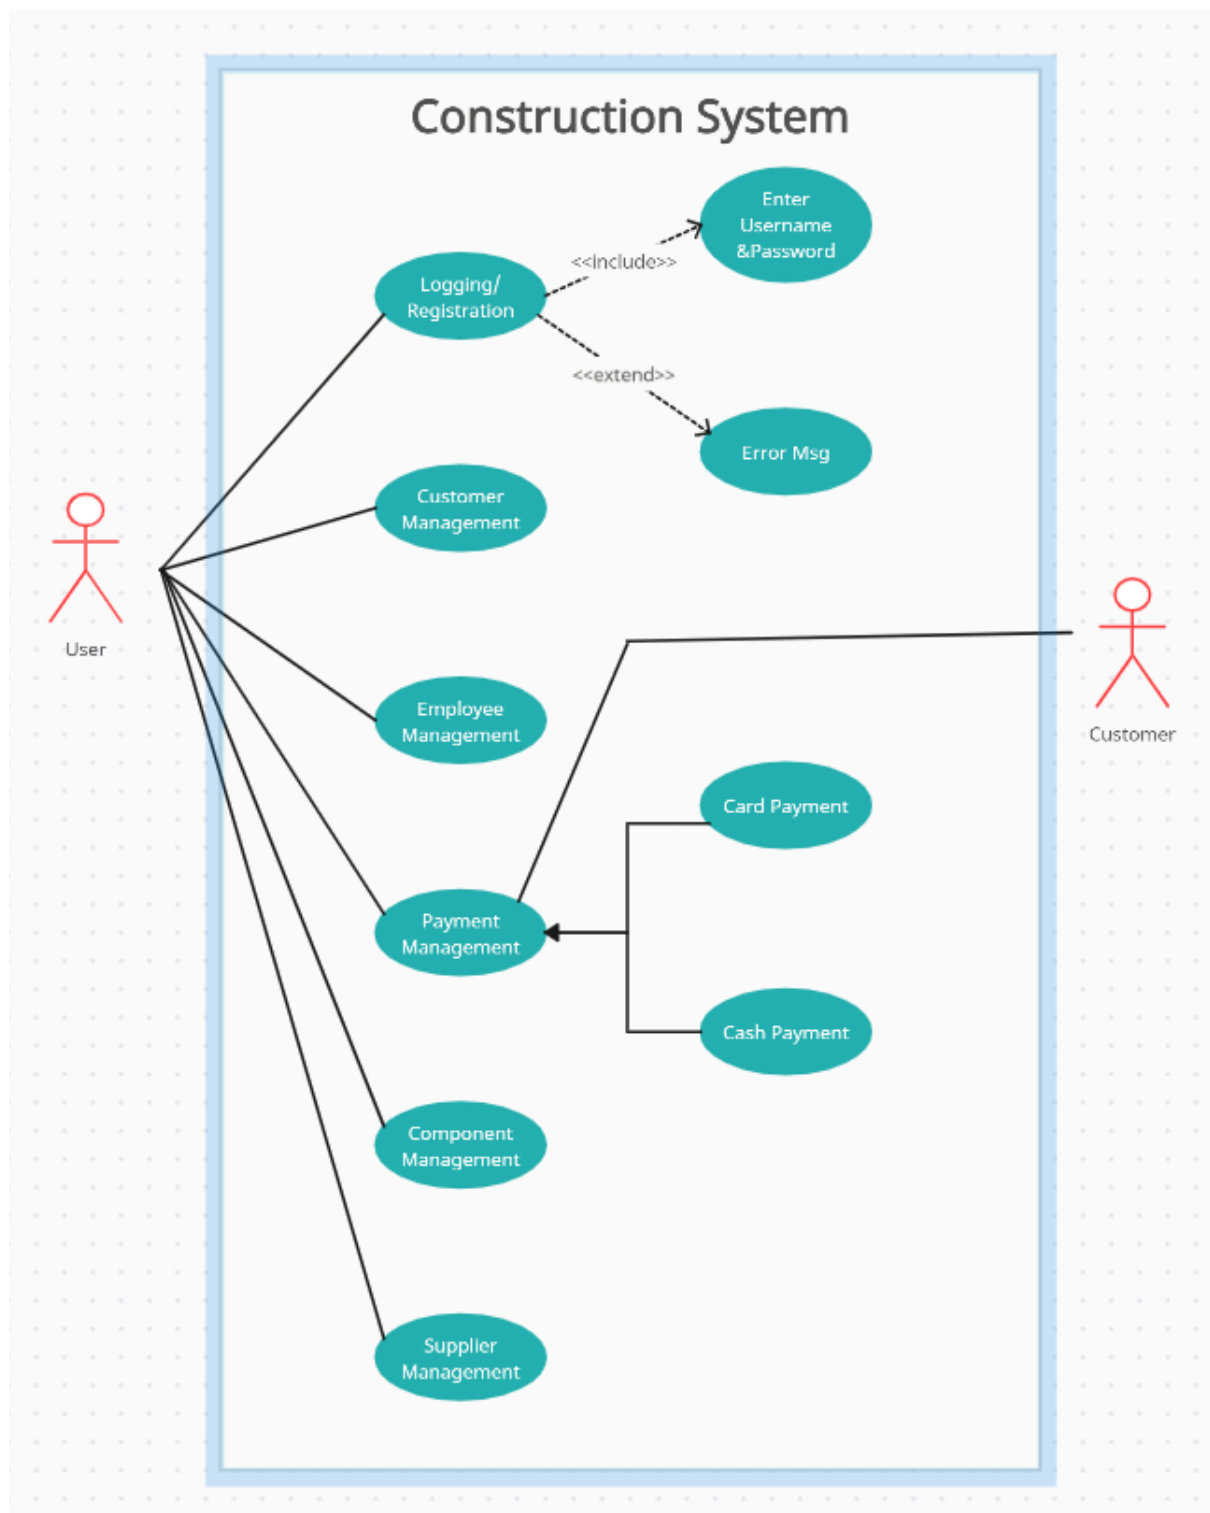 Construction System
Enter
Username
&Password
<<include>>
Logging/
Registration
<<extend>>
Error Msg
Customer
Management
User
Customer
Employee
Management
Card Payment
Payment
Management
Cash Payment
Component
Management
Supplier
Management